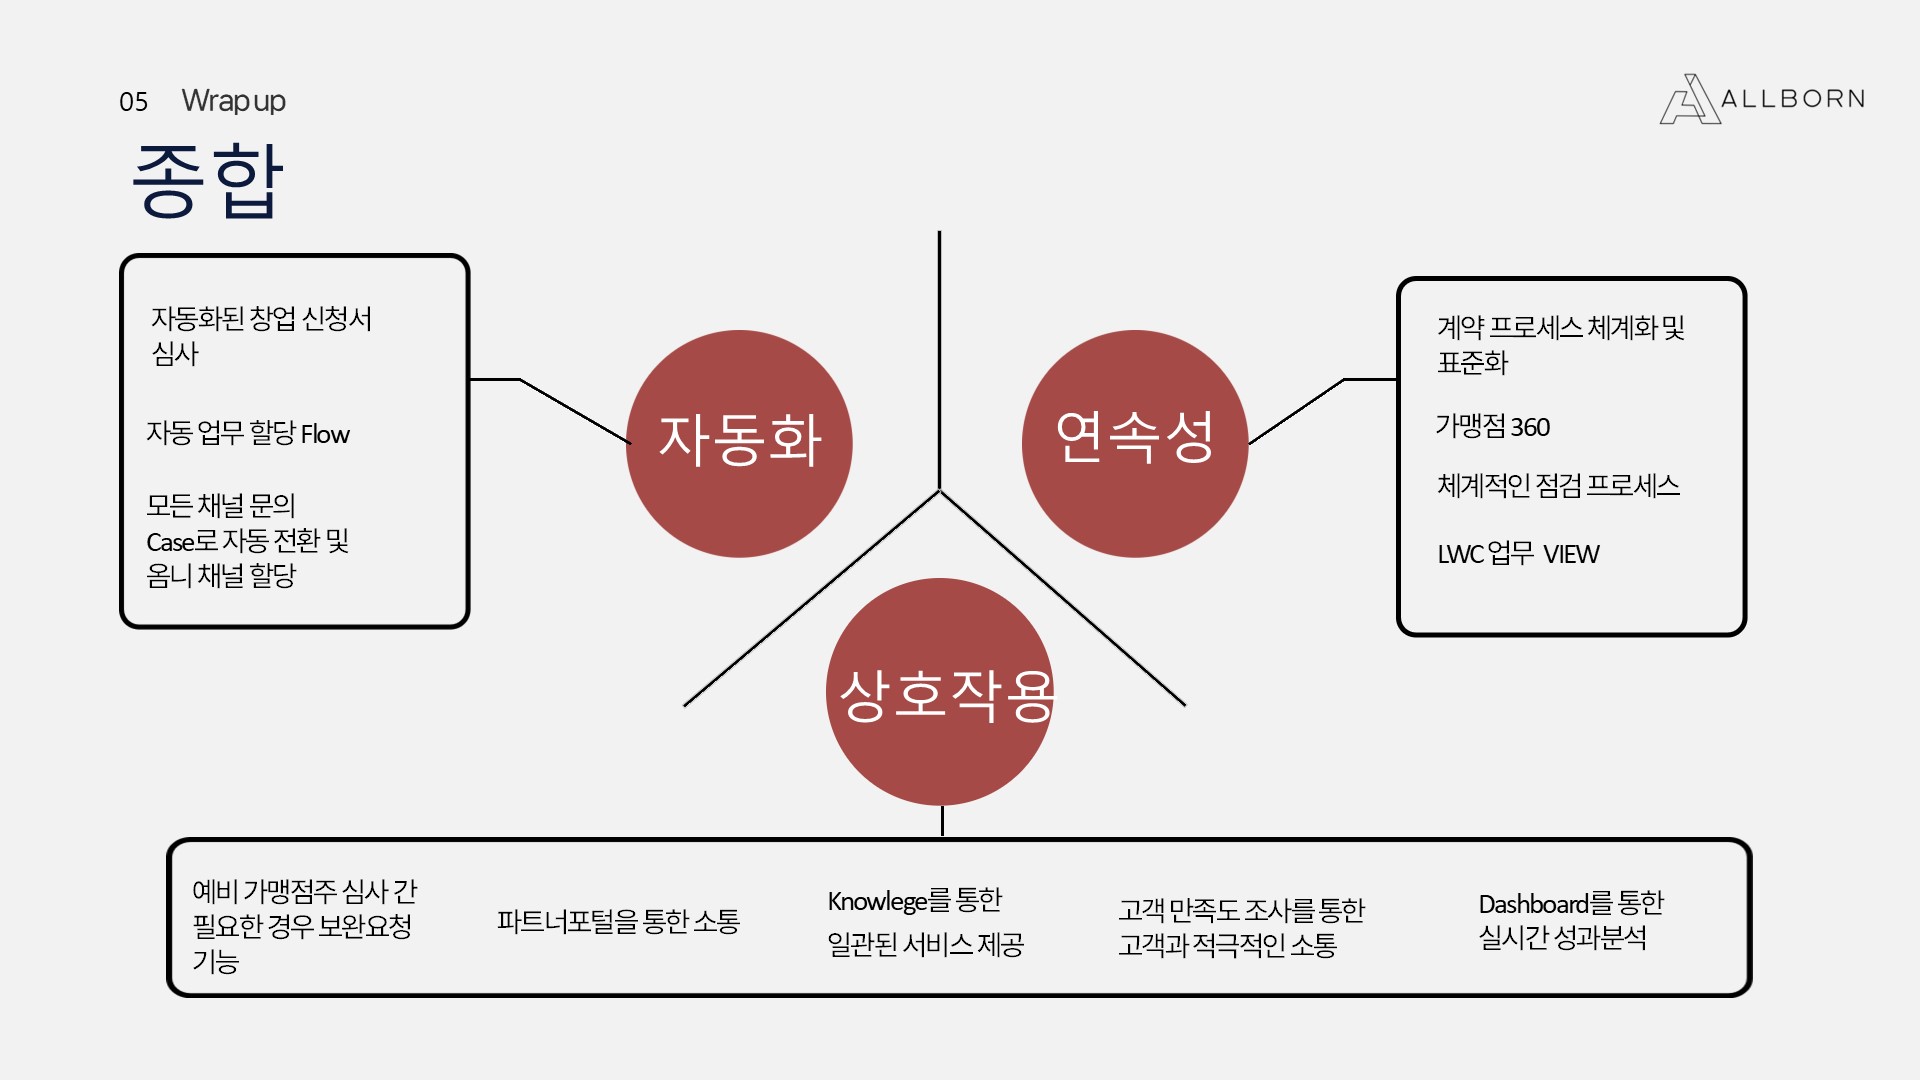 05 Wrap up
ALLBORN
종합
자동화된 창업 신청서
심사
자동 업무 할당 Flow
모든 채널 문의
Case로 자동 전환 및
옴니 채널 할당
자동화
연속성
상호작용
계약 프로세스 체계화 및
표준화
가맹점 360
체계적인 점검 프로세스
LWC 업무 VIEW
예비 가맹점주 심사 간
필요한 경우 보완요청
기능
파트너포털을 통한 소통
Knowlege를 통한
일관된 서비스 제공
고객 만족도 조사를 통한
고객과 적극적인 소통
Dashboard를 통한
실시간 성과분석